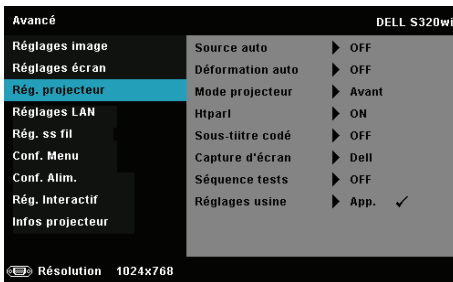 Avancé DELL S320wi
Réglages image
Réglages écran
Rég. projecteur
Réglages LAN
Rég. ss fil
Conf. Menu
Conf. Alim.
Rég. Interactif
Infos projecteur
Source auto OFF
Déformation auto OFF
Mode projecteur Avant
Htparl ON
Sous-tiitre codé OFF
Capture d'écran Dell
Séquence tests OFF
Réglages usine App. ✓
Résolution 1024x768